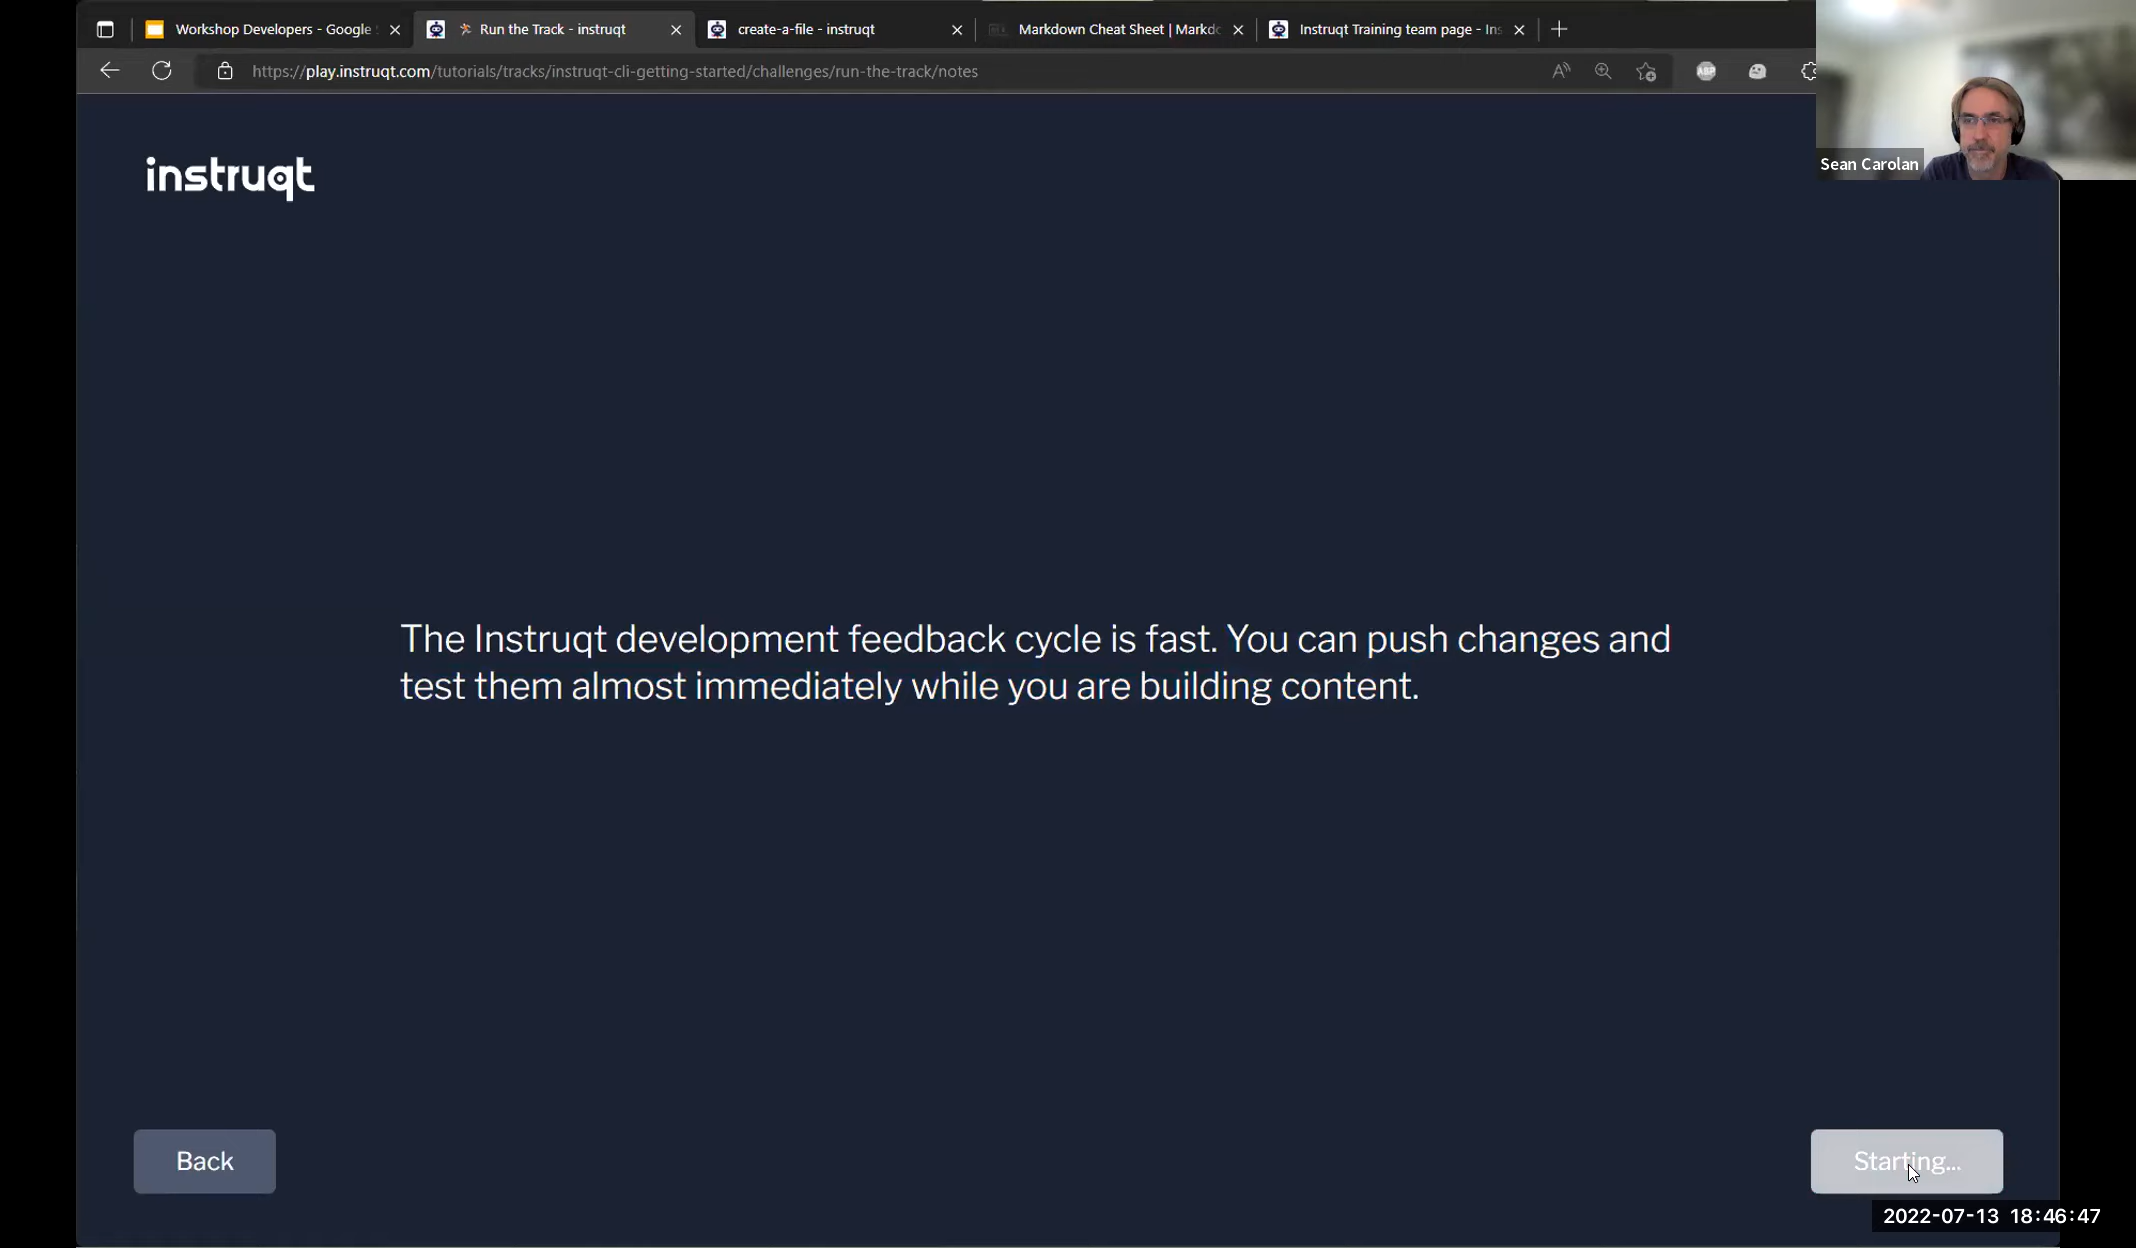 Workshop Developers - Google
Run the Track - instruqt
create-a-file - instruqt
Markdown Cheat Sheet | Markdo
Instruqt Training team page - Ins
https://play.instruqt.com/tutorials/tracks/instruqt-cli-getting-started/challenges/run-the-track/notes
ABP
Sean Carolan
instruqt
The Instruqt development feedback cycle is fast. You can push changes and
test them almost immediately while you are building content.
Back
Starting...
2022-07-13 18:46:47